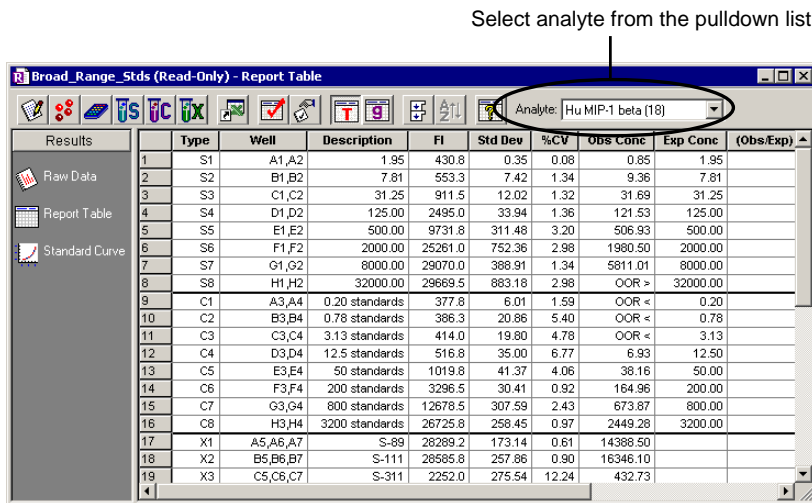 Select analyte from the pulldown list
Broad_Range_Stds (Read-Only) - Report Table
Analyte: Hu MIP-1 beta (18)
Results
Raw Data
Report Table
Standard Curve
Type Well Description FI Std Dev %CV Obs Conc Exp Conc (Obs/Exp)
1 S1 A1,A2 1.95 430.8 0.35 0.08 0.85 1.95
2 S2 B1,B2 7.81 553.3 7.42 1.34 9.36 7.81
3 S3 C1,C2 31.25 911.5 12.02 1.32 31.69 31.25
4 S4 D1,D2 125.00 2495.0 33.94 1.36 121.53 125.00
5 S5 E1,E2 500.00 9731.8 311.48 3.20 506.93 500.00
6 S6 F1,F2 2000.00 25261.0 752.36 2.98 1980.50 2000.00
7 S7 G1,G2 8000.00 29070.0 388.91 1.34 5811.01 8000.00
8 S8 H1,H2 32000.00 29669.5 883.18 2.98 OOR > 32000.00
9 C1 A3,A4 0.20 standards 377.8 6.01 1.59 OOR < 0.20
10 C2 B3,B4 0.78 standards 386.3 20.86 5.40 OOR < 0.78
11 C3 C3,C4 3.13 standards 414.0 19.80 4.78 OOR < 3.13
12 C4 D3,D4 12.5 standards 516.8 35.00 6.77 6.93 12.50
13 C5 E3,E4 50 standards 1019.8 41.37 4.06 38.16 50.00
14 C6 F3,F4 200 standards 3296.5 30.41 0.92 164.96 200.00
15 C7 G3,G4 800 standards 12678.5 307.59 2.43 673.87 800.00
16 C8 H3,H4 3200 standards 26725.8 258.45 0.97 2449.28 3200.00
17 X1 A5,A6,A7 S-89 28289.2 173.14 0.61 14388.50
18 X2 B5,B6,B7 S-111 28585.8 257.86 0.90 16346.10
19 X3 C5,C6,C7 S-311 2252.0 275.54 12.24 432.73